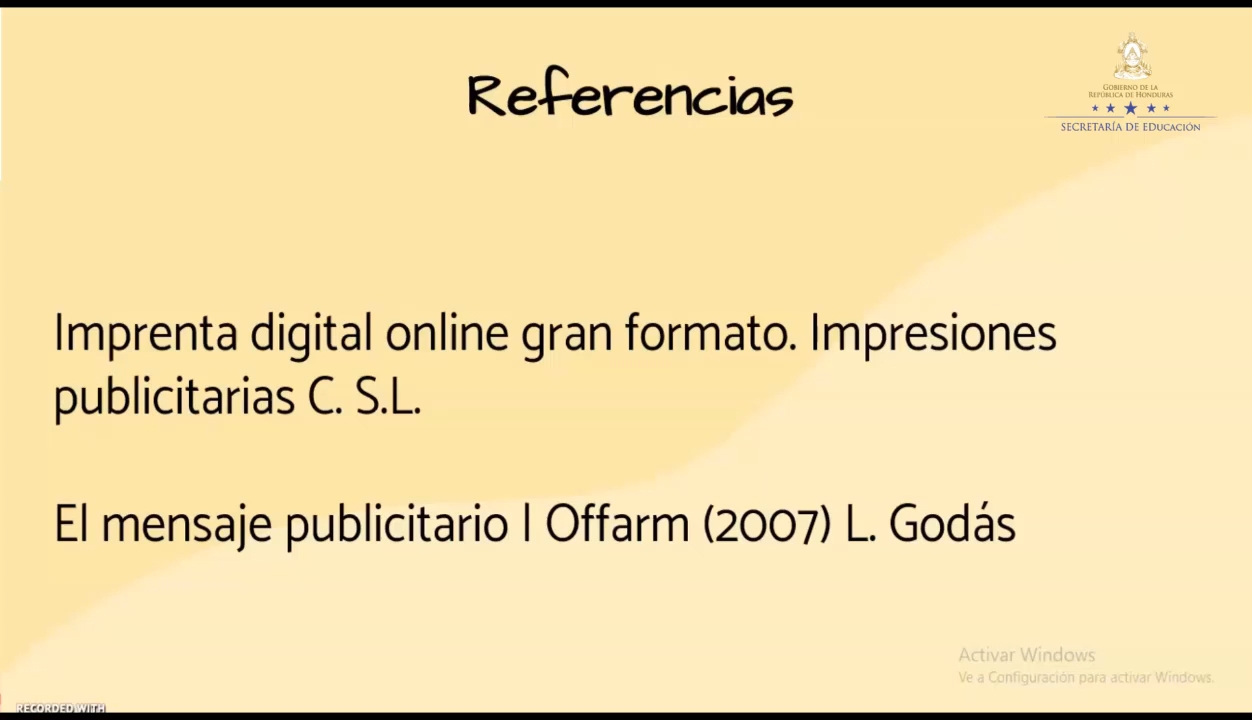 Referencias
GOBIERNO DE LA
REPÚBLICA DE HONDURAS
SECRETARÍA DE EDUCACIÓN
Imprenta digital online gran formato. Impresiones
publicitarias C. S.L.
El mensaje publicitario | Offarm (2007) L. Godás
Activar Windows
Ve a Configuración para activar Windows.
RECORDED WITH